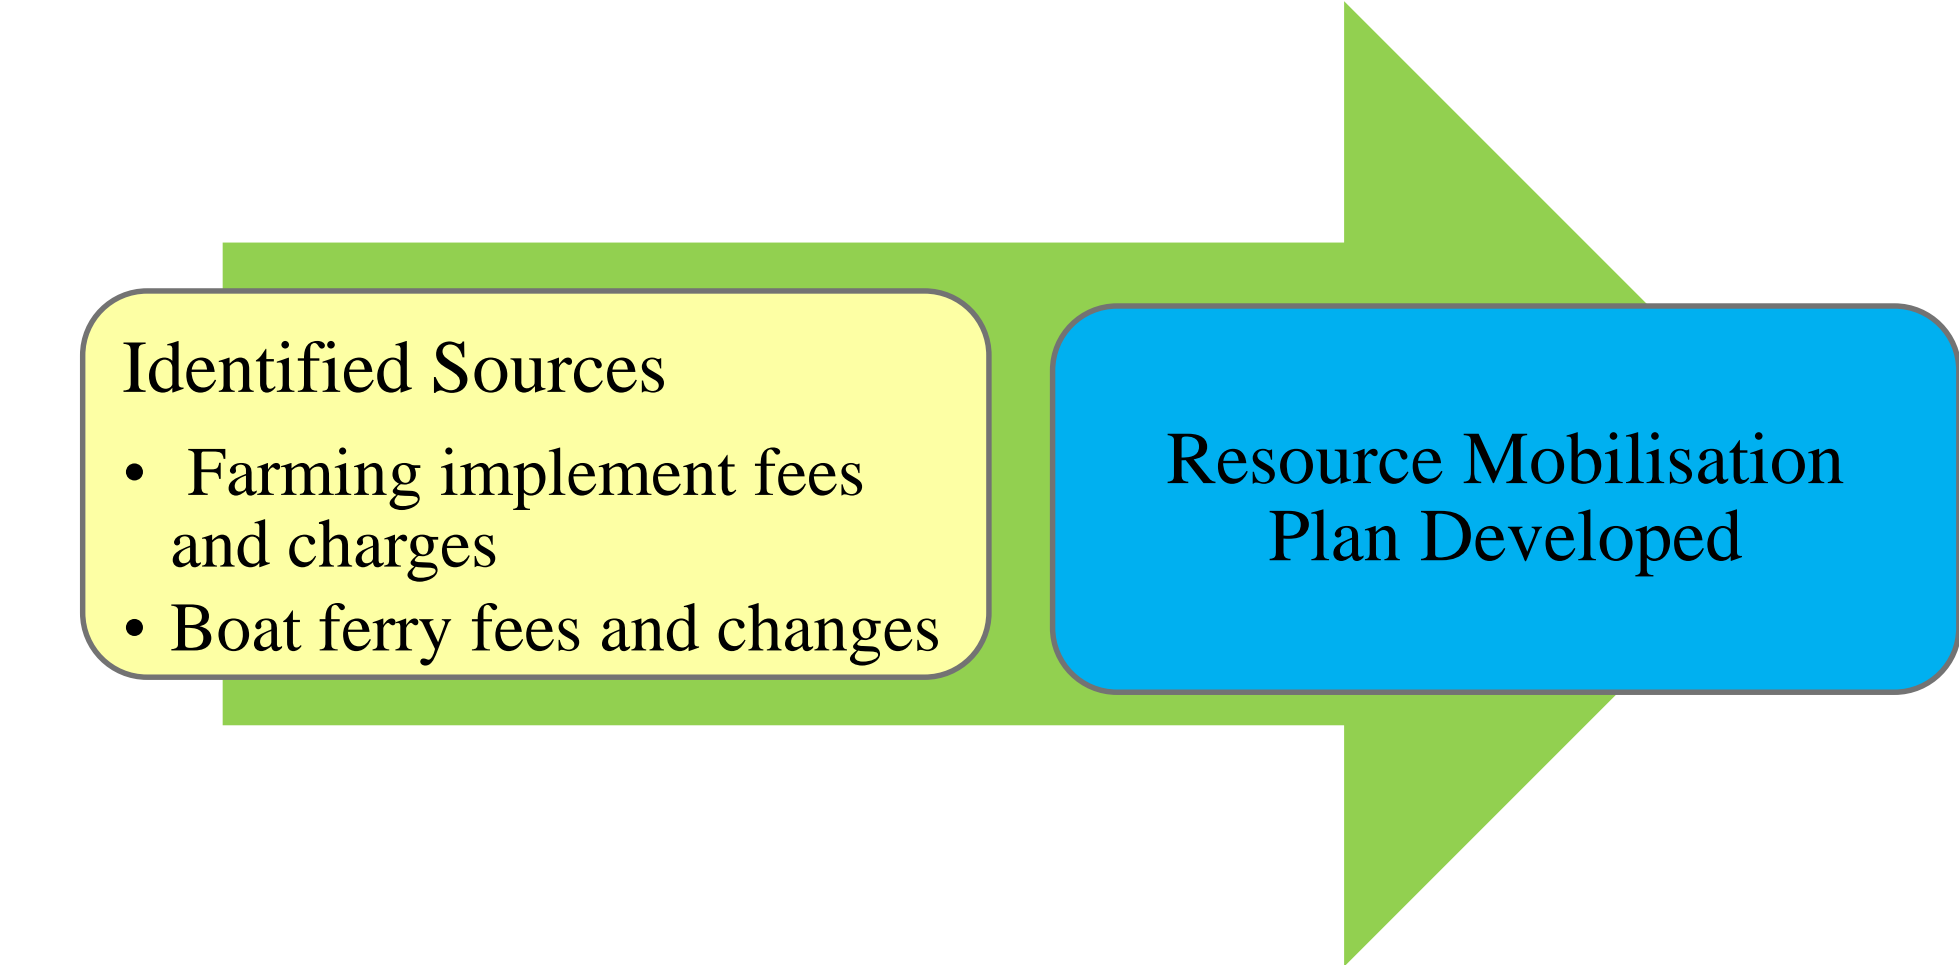 Identified Sources
• Farming implement fees
and charges
• Boat ferry fees and changes
Resource Mobilisation
Plan Developed